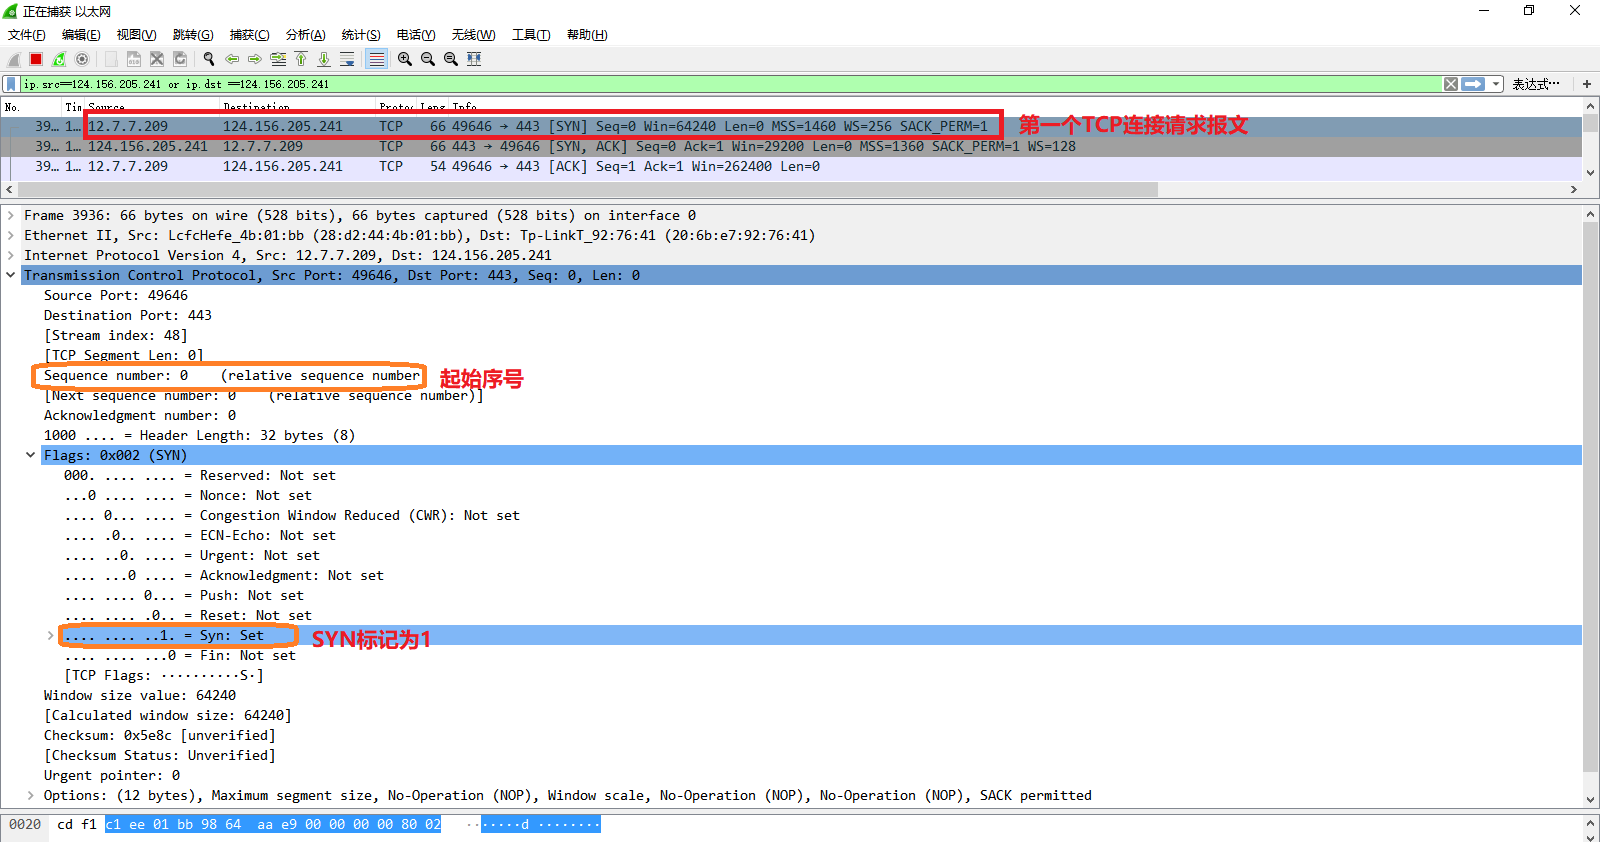 正在捕获 以太网
文件(F) 编辑(E) 视图(V) 跳转(G) 捕获(C) 分析(A) 统计(S) 电话(Y) 无线(W) 工具(T) 帮助(H)
ip.src==124.156.205.241 or ip.dst ==124.156.205.241 表达式… +
No. Tin Source Destination Protoc Leng Info
39… 1… 12.7.7.209 124.156.205.241 TCP 66 49646 → 443 [SYN] Seq=0 Win=64240 Len=0 MSS=1460 WS=256 SACK_PERM=1 第一个TCP连接请求报文
39… 1… 124.156.205.241 12.7.7.209 TCP 66 443 → 49646 [SYN, ACK] Seq=0 Ack=1 Win=29200 Len=0 MSS=1360 SACK_PERM=1 WS=128
39… 1… 12.7.7.209 124.156.205.241 TCP 54 49646 → 443 [ACK] Seq=1 Ack=1 Win=262400 Len=0
Frame 3936: 66 bytes on wire (528 bits), 66 bytes captured (528 bits) on interface 0
Ethernet II, Src: LcfcHefe_4b:01:bb (28:d2:44:4b:01:bb), Dst: Tp-LinkT_92:76:41 (20:6b:e7:92:76:41)
Internet Protocol Version 4, Src: 12.7.7.209, Dst: 124.156.205.241
Transmission Control Protocol, Src Port: 49646, Dst Port: 443, Seq: 0, Len: 0
Source Port: 49646
Destination Port: 443
[Stream index: 48]
[TCP Segment Len: 0]
Sequence number: 0 (relative sequence number 起始序号
[Next sequence number: 0 (relative sequence number)]
Acknowledgment number: 0
1000 .... = Header Length: 32 bytes (8)
Flags: 0x002 (SYN)
000. .... .... = Reserved: Not set
...0 .... .... = Nonce: Not set
.... 0... .... = Congestion Window Reduced (CWR): Not set
.... .0.. .... = ECN-Echo: Not set
.... ..0. .... = Urgent: Not set
.... ...0 .... = Acknowledgment: Not set
.... .... 0... = Push: Not set
.... .... .0.. = Reset: Not set
.... .... ..1. = Syn: Set SYN标记为1
.... .... ...0 = Fin: Not set
[TCP Flags: ··········S·]
Window size value: 64240
[Calculated window size: 64240]
Checksum: 0x5e8c [unverified]
[Checksum Status: Unverified]
Urgent pointer: 0
Options: (12 bytes), Maximum segment size, No-Operation (NOP), Window scale, No-Operation (NOP), No-Operation (NOP), SACK permitted
0020 cd f1 c1 ee 01 bb 98 64 aa e9 00 00 00 00 80 02 ·······d ········